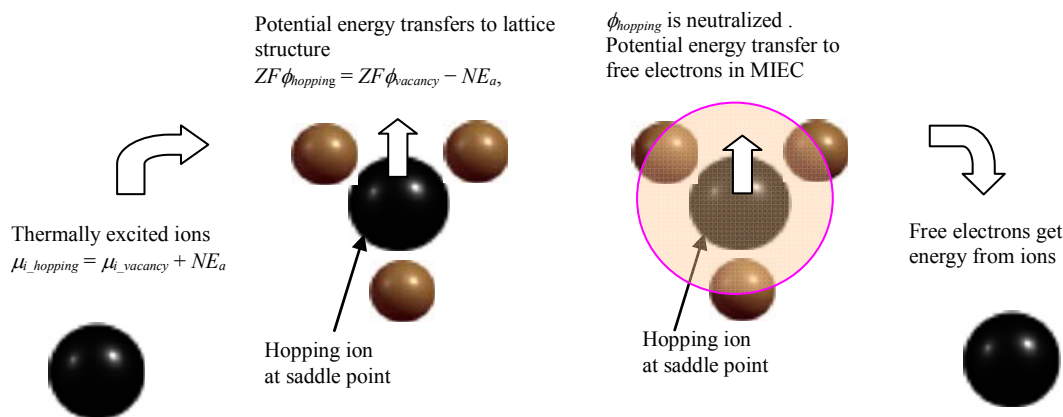 Thermally excited ions
μi_hopping = μi_vacancy + NEa
Potential energy transfers to lattice
structure
ZFϕhopping = ZFϕvacancy − NEa,
Hopping ion
at saddle point
ϕhopping is neutralized .
Potential energy transfer to
free electrons in MIEC
Hopping ion
at saddle point
Free electrons get
energy from ions